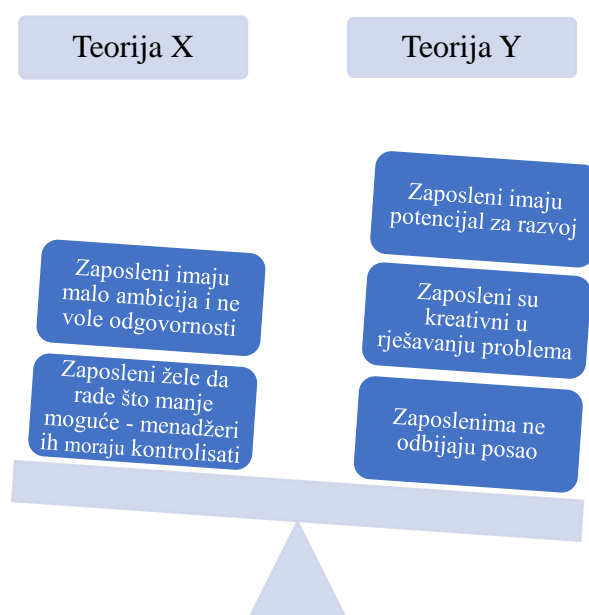 Teorija X
Teorija Y
Zaposleni imaju
malo ambicija i ne
vole odgovornosti
Zaposleni žele da
rade što manje
moguće - menadžeri
ih moraju kontrolisati
Zaposleni imaju
potencijal za razvoj
Zaposleni su
kreativni u
rješavanju problema
Zaposlenima ne
odbijaju posao